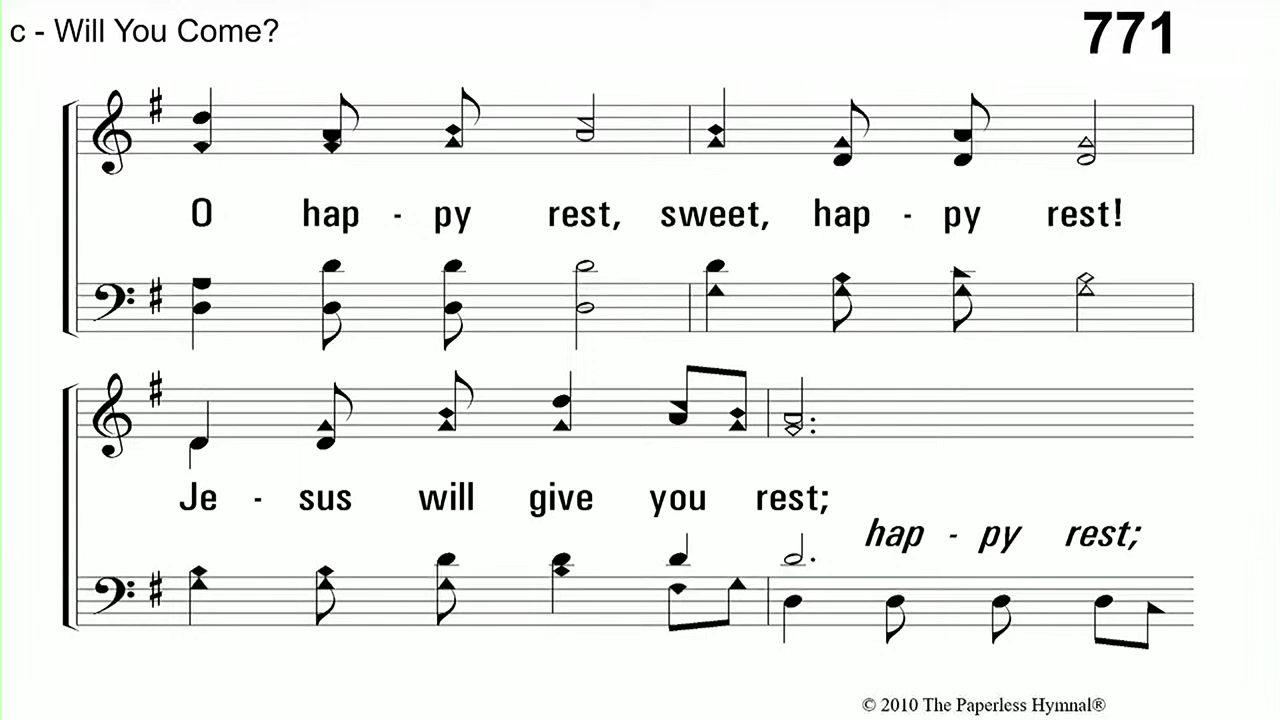 c - Will You Come?
771
O hap - py rest, sweet, hap - py rest!
Je - sus will give you rest;
hap - py rest;
© 2010 The Paperless Hymnal®